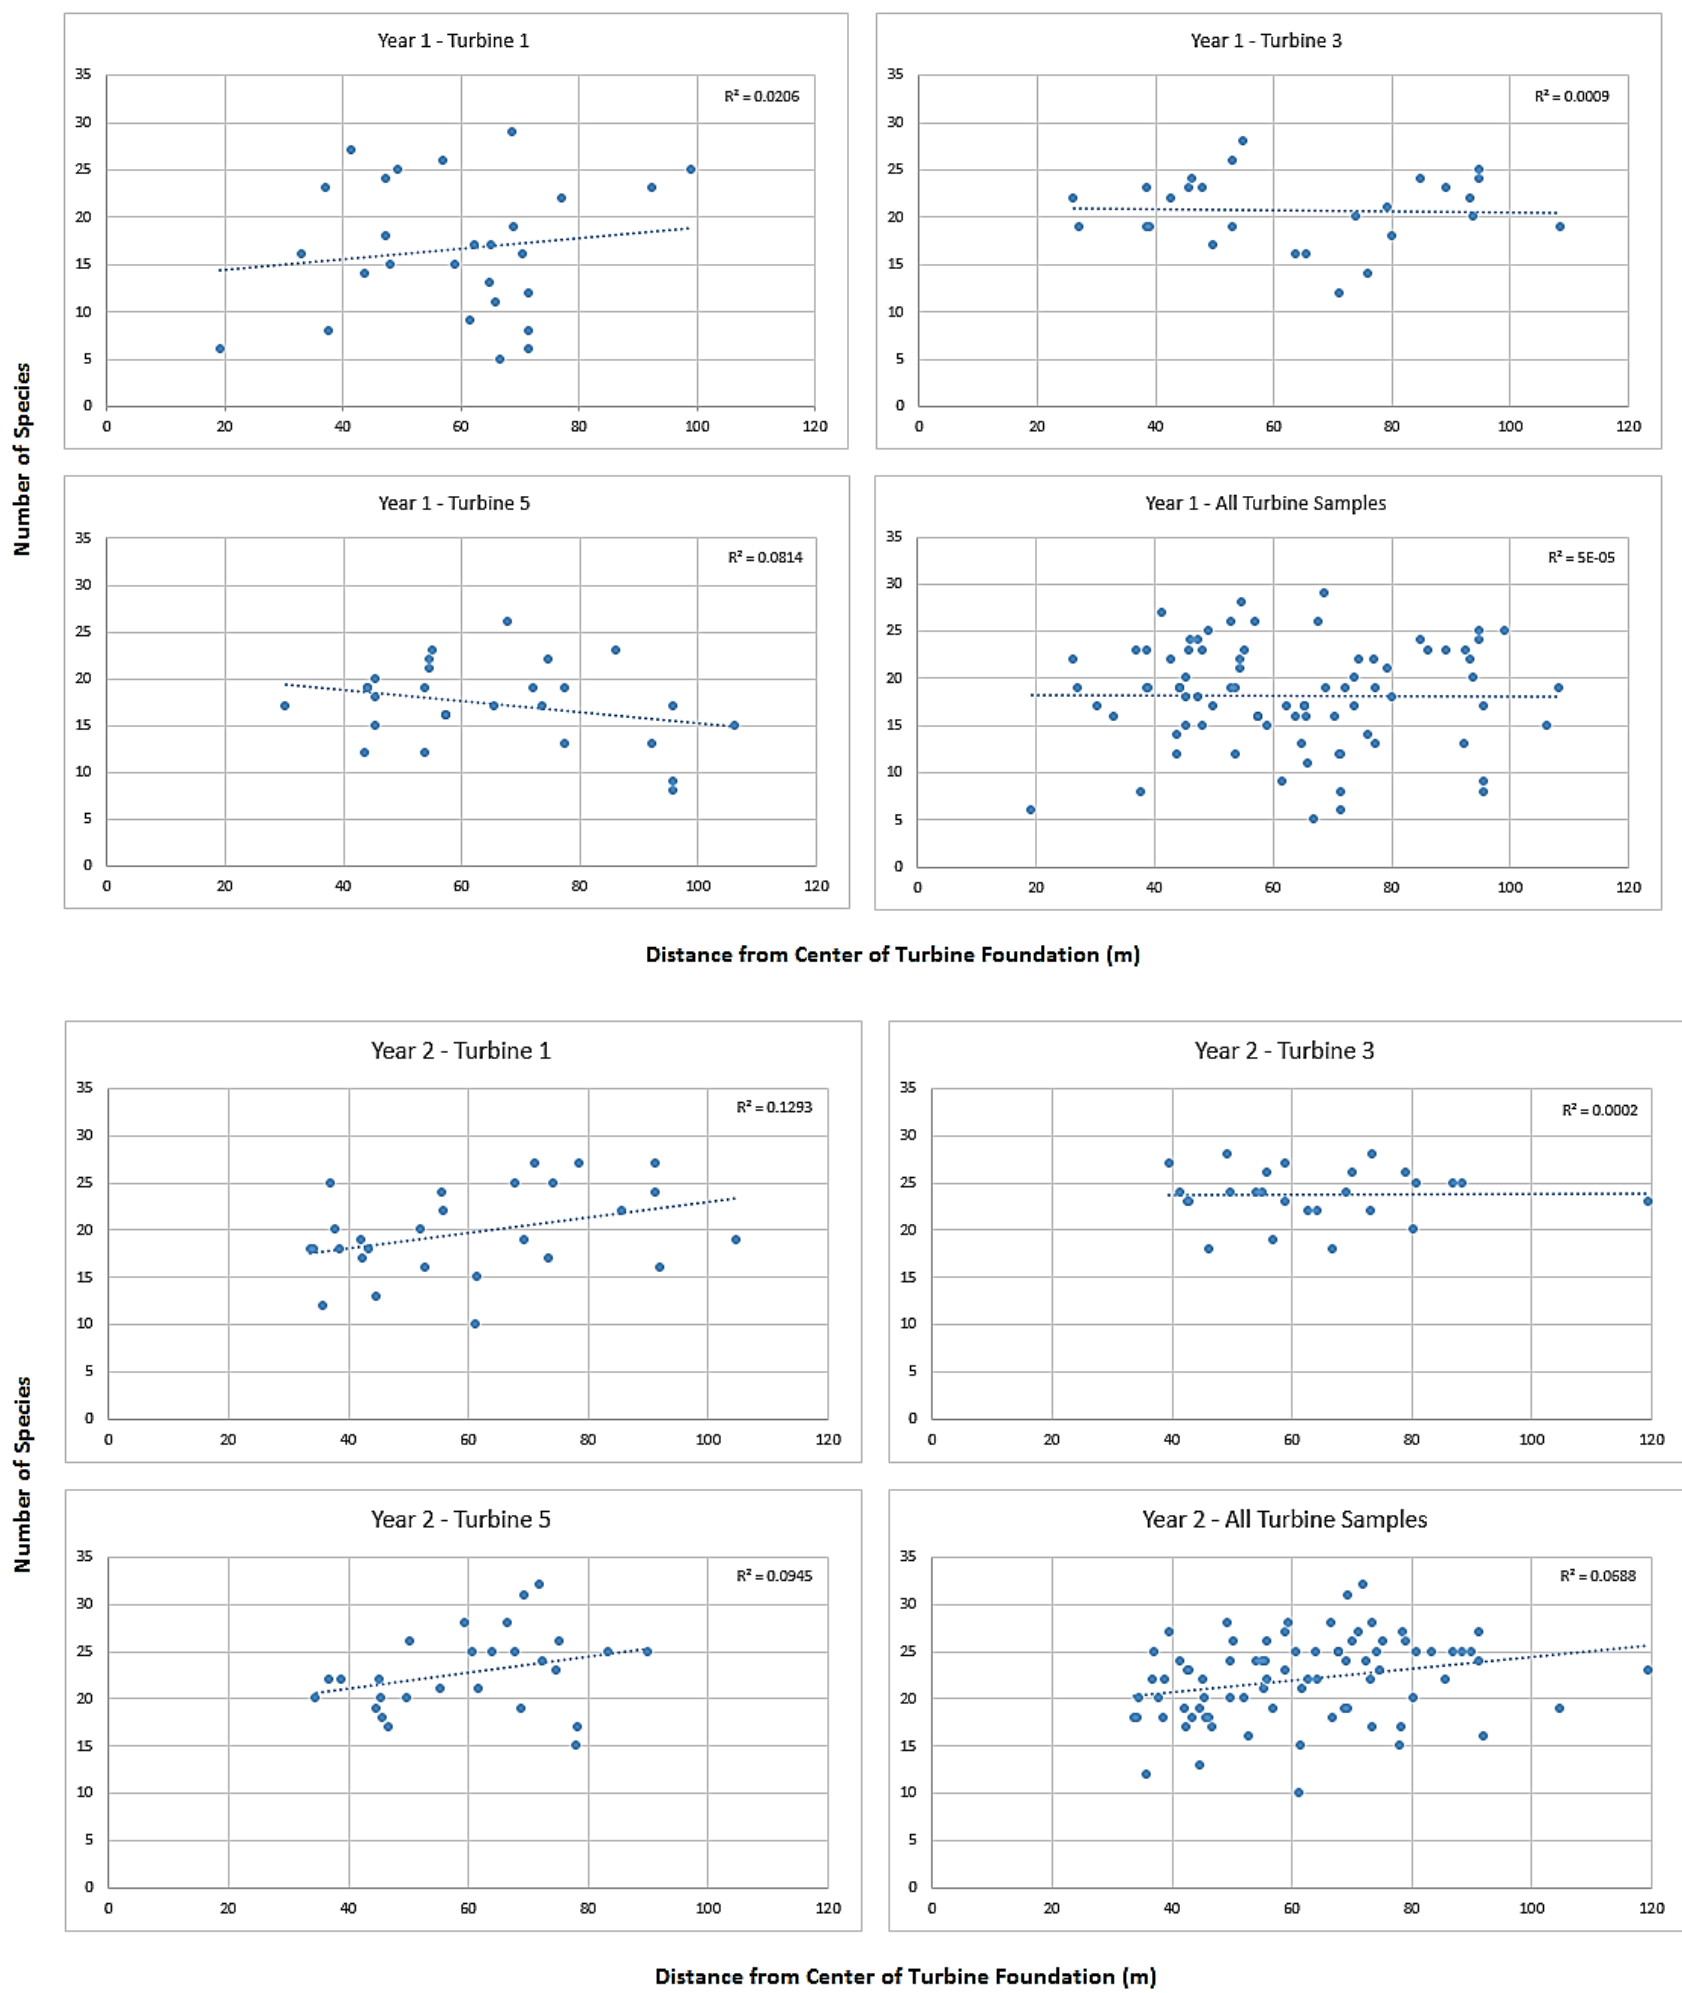 Year 1 - Turbine 1
R² = 0.0206
35
30
25
20
15
10
5
0
0 20 40 60 80 100 120
Year 1 - Turbine 3
R² = 0.0009
35
30
25
20
15
10
5
0
0 20 40 60 80 100 120
Number of Species
Year 1 - Turbine 5
R² = 0.0814
35
30
25
20
15
10
5
0
0 20 40 60 80 100 120
Year 1 - All Turbine Samples
R² = 5E-05
35
30
25
20
15
10
5
0
0 20 40 60 80 100 120
Distance from Center of Turbine Foundation (m)
Year 2 - Turbine 1
R² = 0.1293
35
30
25
20
15
10
5
0
0 20 40 60 80 100 120
Year 2 - Turbine 3
R² = 0.0002
35
30
25
20
15
10
5
0
0 20 40 60 80 100 120
Number of Species
Year 2 - Turbine 5
R² = 0.0945
35
30
25
20
15
10
5
0
0 20 40 60 80 100 120
Year 2 - All Turbine Samples
R² = 0.0688
35
30
25
20
15
10
5
0
0 20 40 60 80 100 120
Distance from Center of Turbine Foundation (m)